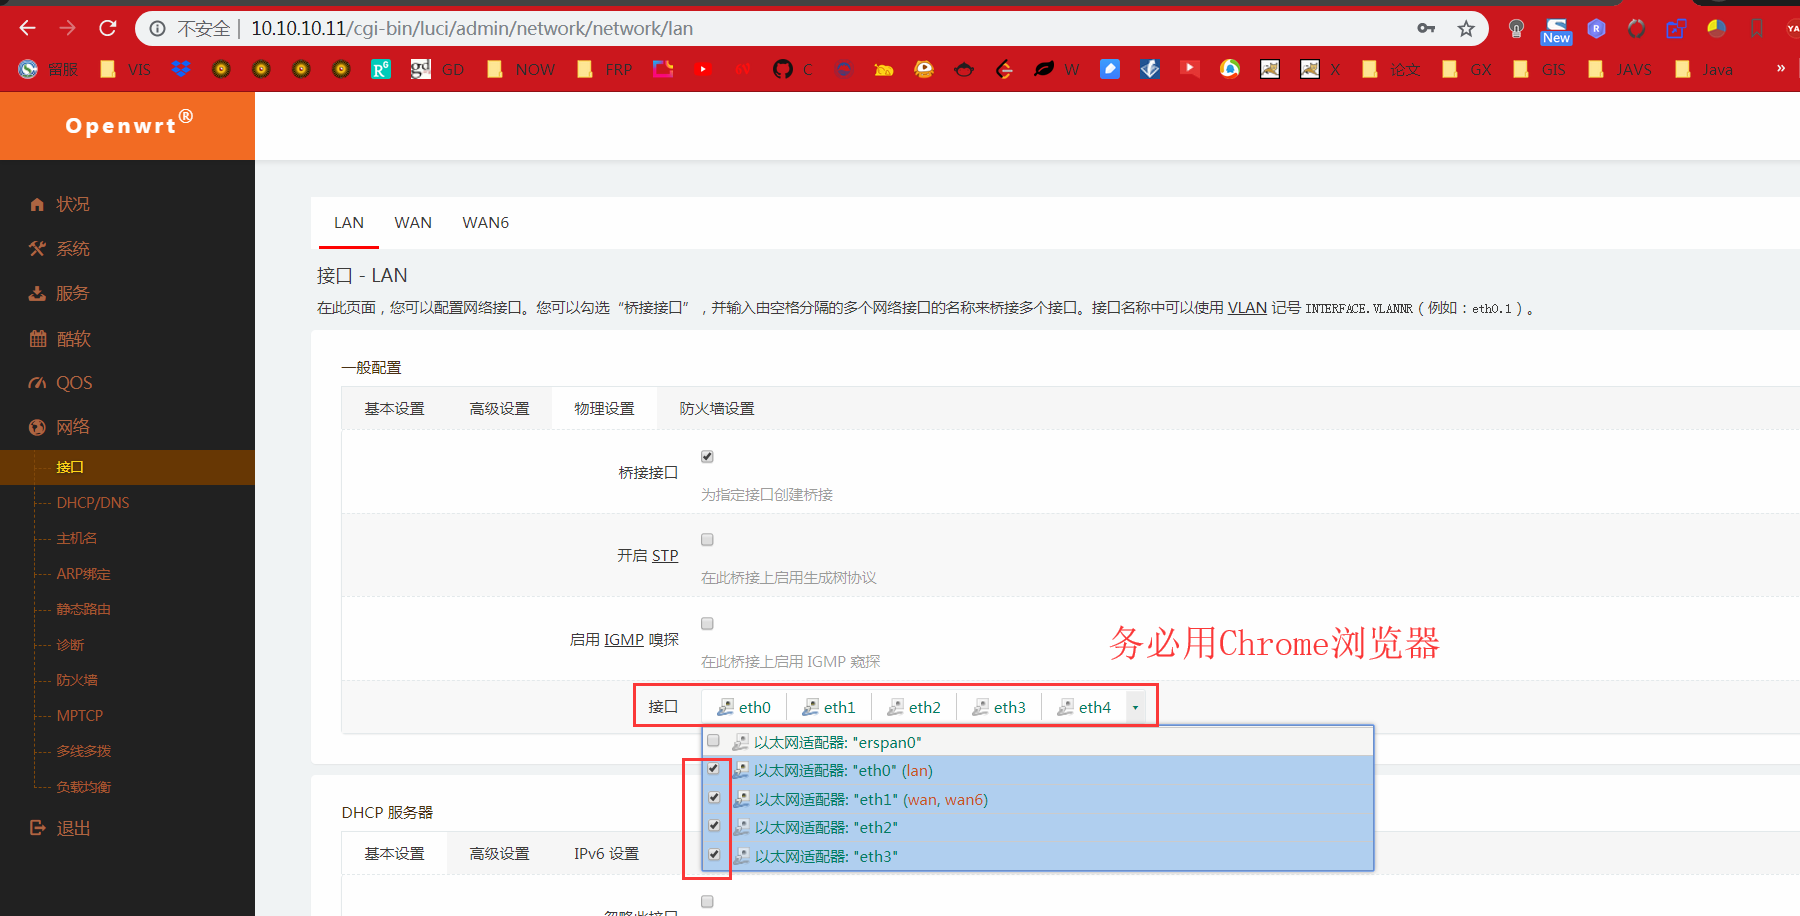 不安全 | 10.10.10.11/cgi-bin/luci/admin/network/network/lan
New
留服 VIS GD NOW FRP C W X 论文 GX GIS JAVS Java »
Openwrt®
LAN WAN WAN6
状况
系统
服务
酷软
QOS
网络
接口
DHCP/DNS
主机名
ARP绑定
静态路由
诊断
防火墙
MPTCP
多线多拨
负载均衡
退出
接口 - LAN
在此页面，您可以配置网络接口。您可以勾选“桥接接口”，并输入由空格分隔的多个网络接口的名称来桥接多个接口。接口名称中可以使用 VLAN 记号 INTERFACE.VLANNR（例如：eth0.1）。
一般配置
基本设置 高级设置 物理设置 防火墙设置
桥接接口
为指定接口创建桥接
开启 STP
在此桥接上启用生成树协议
启用 IGMP 嗅探
在此桥接上启用 IGMP 窥探
务必用Chrome浏览器
接口 eth0 eth1 eth2 eth3 eth4
以太网适配器: "erspan0"
以太网适配器: "eth0" (lan)
以太网适配器: "eth1" (wan, wan6)
以太网适配器: "eth2"
以太网适配器: "eth3"
DHCP 服务器
基本设置 高级设置 IPv6 设置
忽略此接口